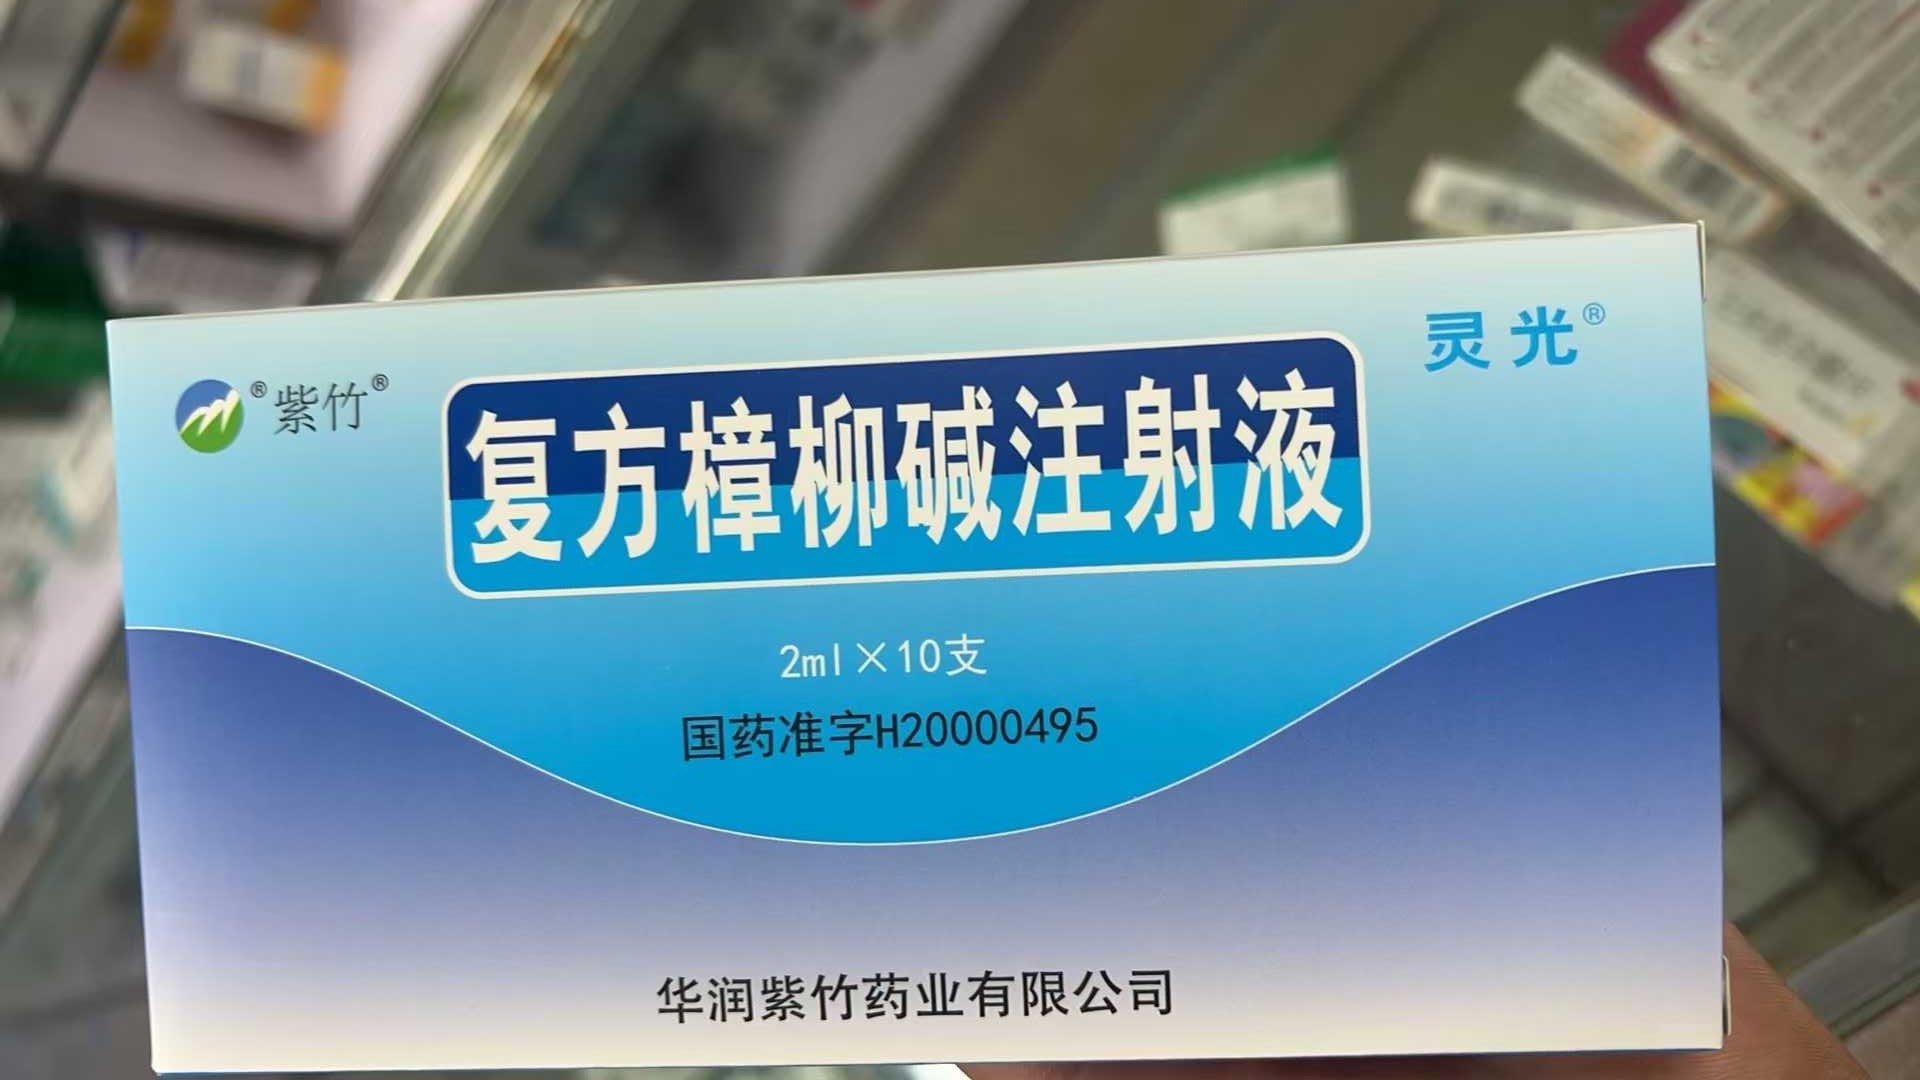 灵光®
®紫竹®
复方樟柳碱注射液
2ml×10支
国药准字H20000495
华润紫竹药业有限公司